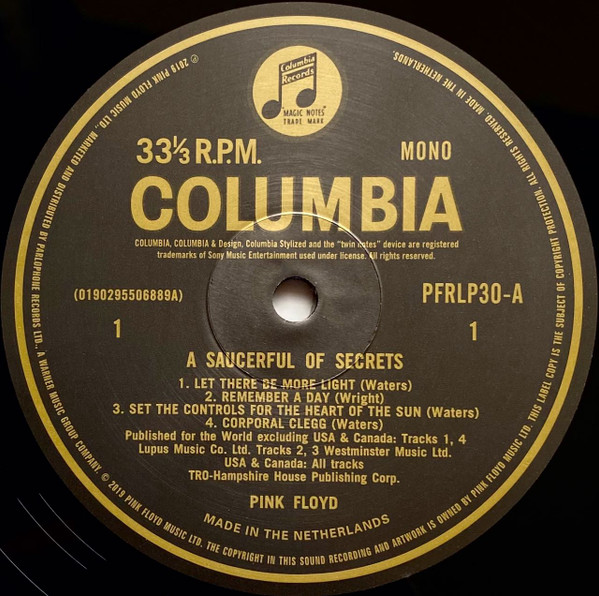 Columbia
Records
MAGIC NOTES
TRADE MARK
33⅓ R.P.M.
MONO
COLUMBIA
COLUMBIA, COLUMBIA & Design, Columbia Stylized and the "twin notes" device are registered
trademarks of Sony Music Entertainment used under license. All rights reserved.
(0190295506889A)
PFRLP30-A
1
1
A SAUCERFUL OF SECRETS
1. LET THERE BE MORE LIGHT (Waters)
2. REMEMBER A DAY (Wright)
3. SET THE CONTROLS FOR THE HEART OF THE SUN (Waters)
4. CORPORAL CLEGG (Waters)
Published for the World excluding USA & Canada: Tracks 1, 4
Lupus Music Co. Ltd. Tracks 2, 3 Westminster Music Ltd.
USA & Canada: All tracks
TRO-Hampshire House Publishing Corp.
PINK FLOYD
MADE IN THE NETHERLANDS
℗ 2019 PINK FLOYD MUSIC LTD., MARKETED AND DISTRIBUTED BY PARLOPHONE RECORDS LTD., A WARNER MUSIC GROUP COMPANY. © 2019 PINK FLOYD MUSIC LTD. THE COPYRIGHT IN THIS SOUND RECORDING AND ARTWORK IS OWNED BY PINK FLOYD MUSIC LTD. THIS LABEL COPY IS THE SUBJECT OF COPYRIGHT PROTECTION. ALL RIGHTS RESERVED. MADE IN THE NETHERLANDS.